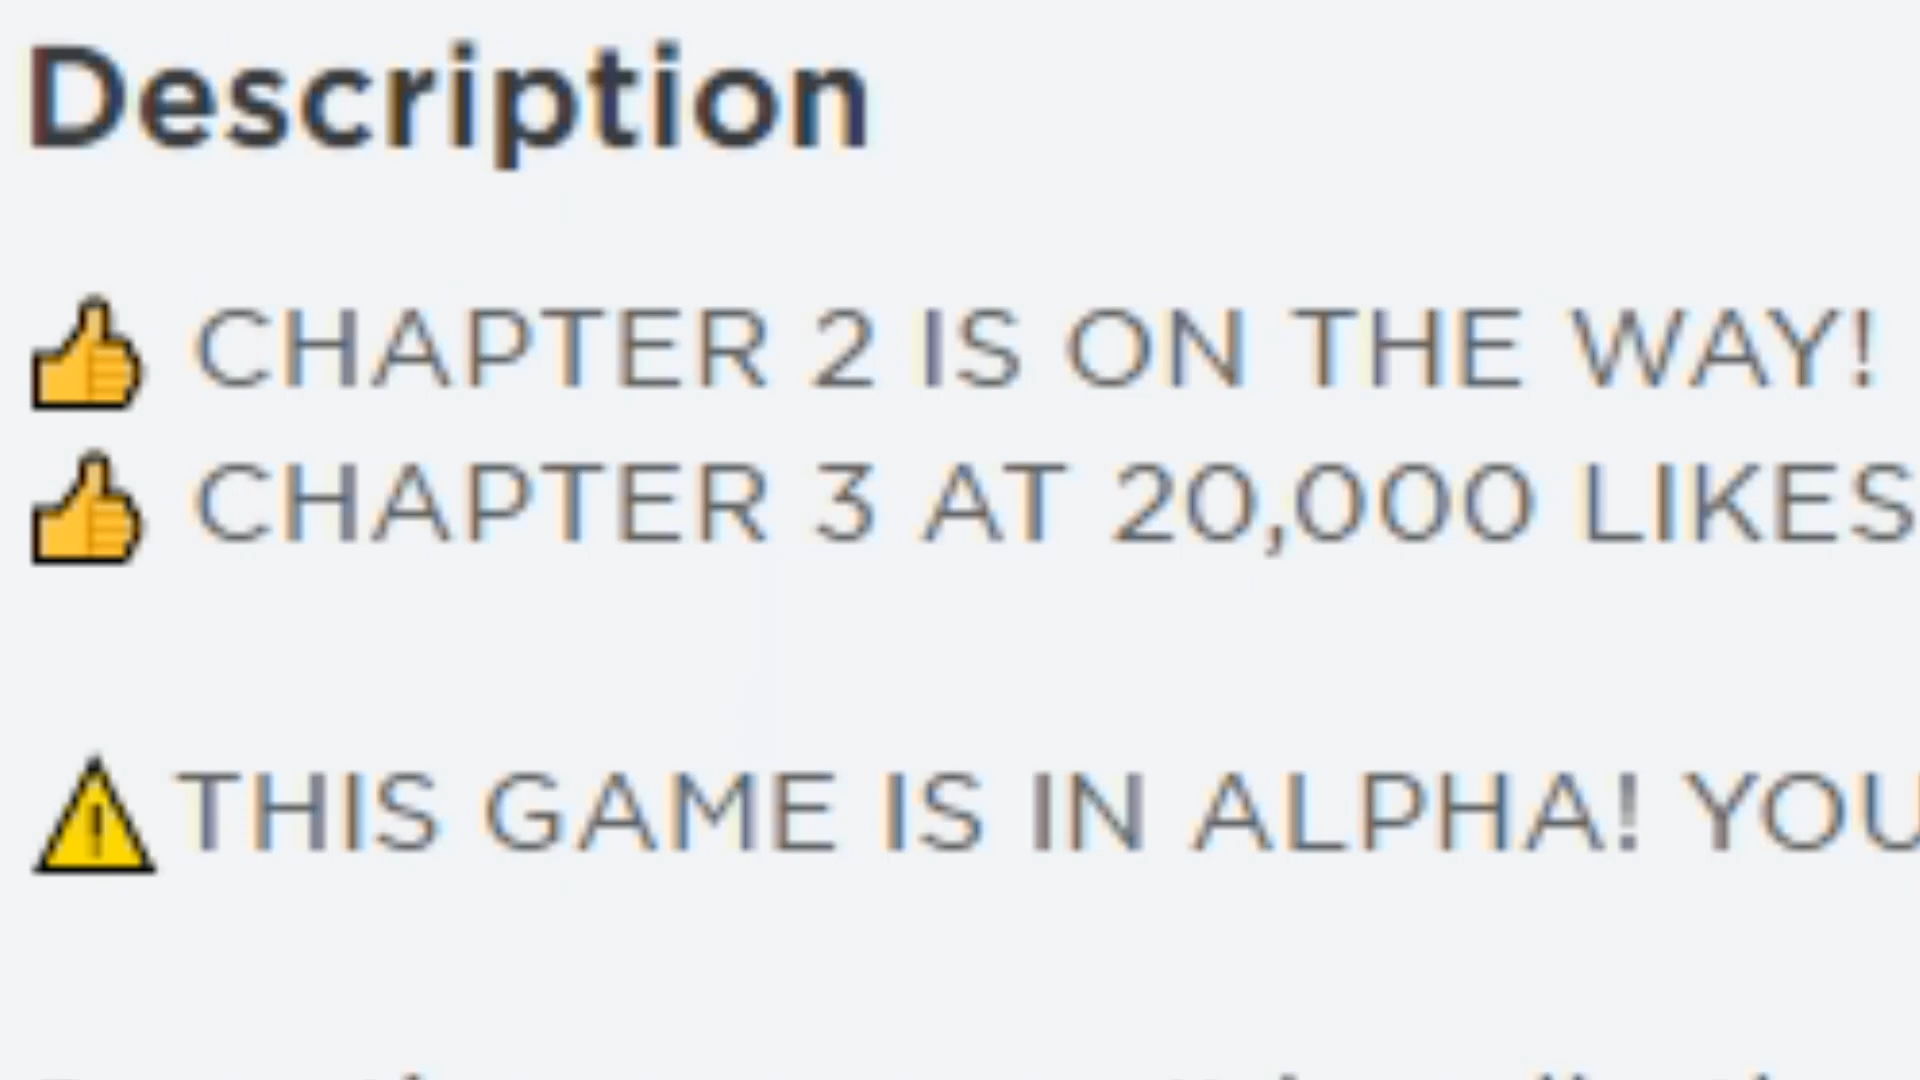 Description
👍 CHAPTER 2 IS ON THE WAY!
👍 CHAPTER 3 AT 20,000 LIKES
⚠THIS GAME IS IN ALPHA! YOU